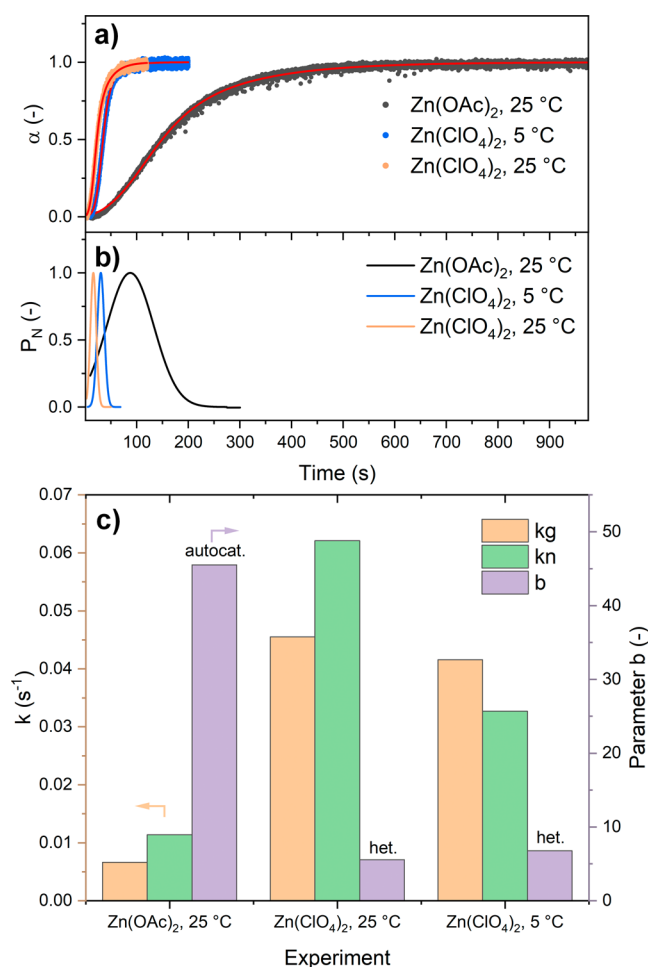 a)
α (-)
1.0
0.5
0.0
Zn(OAc)₂, 25 °C
Zn(ClO₄)₂, 5 °C
Zn(ClO₄)₂, 25 °C
b)
P_N (-)
1.0
0.5
0.0
Zn(OAc)₂, 25 °C
Zn(ClO₄)₂, 5 °C
Zn(ClO₄)₂, 25 °C
100 200 300 400 500 600 700 800 900
Time (s)
c)
k (s⁻¹)
0.07
0.06
0.05
0.04
0.03
0.02
0.01
0.00
autocat.
het.
het.
kg
kn
b
50
40
30
20
10
0
Parameter b (-)
Zn(OAc)₂, 25 °C Zn(ClO₄)₂, 25 °C Zn(ClO₄)₂, 5 °C
Experiment